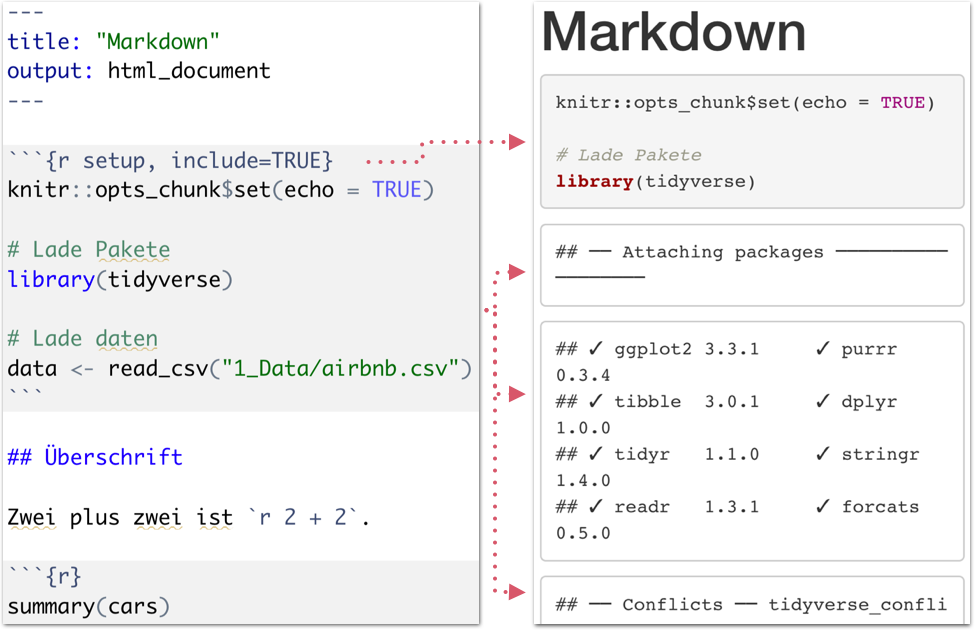 ---
title: "Markdown"
output: html_document
---
```{r setup, include=TRUE}
knitr::opts_chunk$set(echo = TRUE)
# Lade Pakete
library(tidyverse)
# Lade daten
data <- read_csv("1_Data/airbnb.csv")
```
## Überschrift
Zwei plus zwei ist `r 2 + 2`.
```{r}
summary(cars)
Markdown
knitr::opts_chunk$set(echo = TRUE)
# Lade Pakete
library(tidyverse)
## ── Attaching packages ──────────
────────
## ✓ ggplot2 3.3.1     ✓ purrr
0.3.4
## ✓ tibble  3.0.1     ✓ dplyr
1.0.0
## ✓ tidyr   1.1.0     ✓ stringr
1.4.0
## ✓ readr   1.3.1     ✓ forcats
0.5.0
## ── Conflicts ── tidyverse_confli